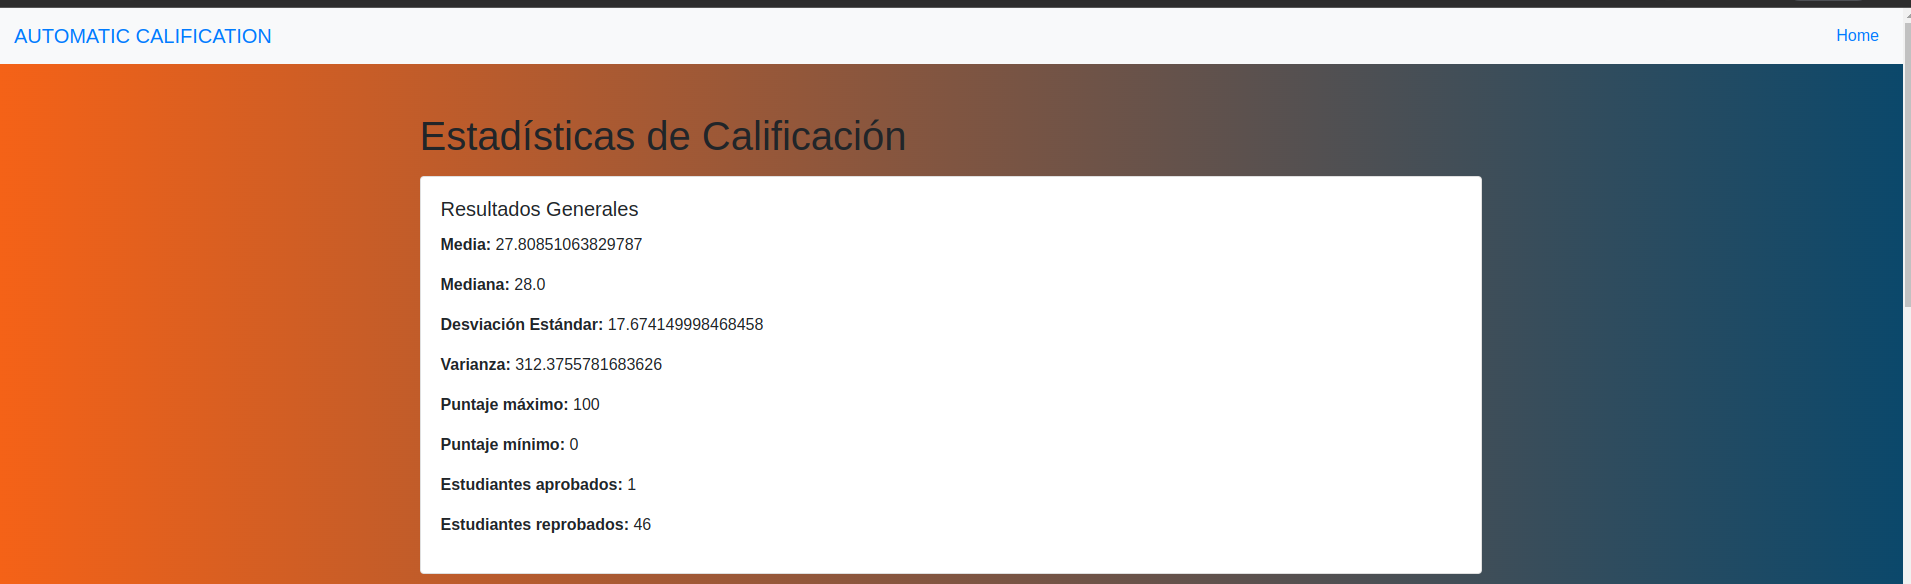 AUTOMATIC CALIFICATION
Home
Estadísticas de Calificación
Resultados Generales
Media: 27.80851063829787
Mediana: 28.0
Desviación Estándar: 17.674149998468458
Varianza: 312.3755781683626
Puntaje máximo: 100
Puntaje mínimo: 0
Estudiantes aprobados: 1
Estudiantes reprobados: 46